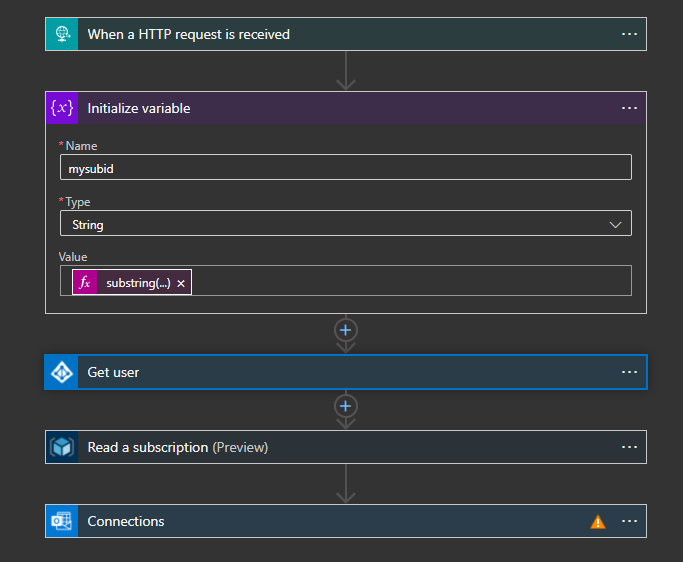 When a HTTP request is received
{x} Initialize variable
* Name
mysubid
* Type
String
Value
fx substring(...) ×
Get user
Read a subscription (Preview)
Connections